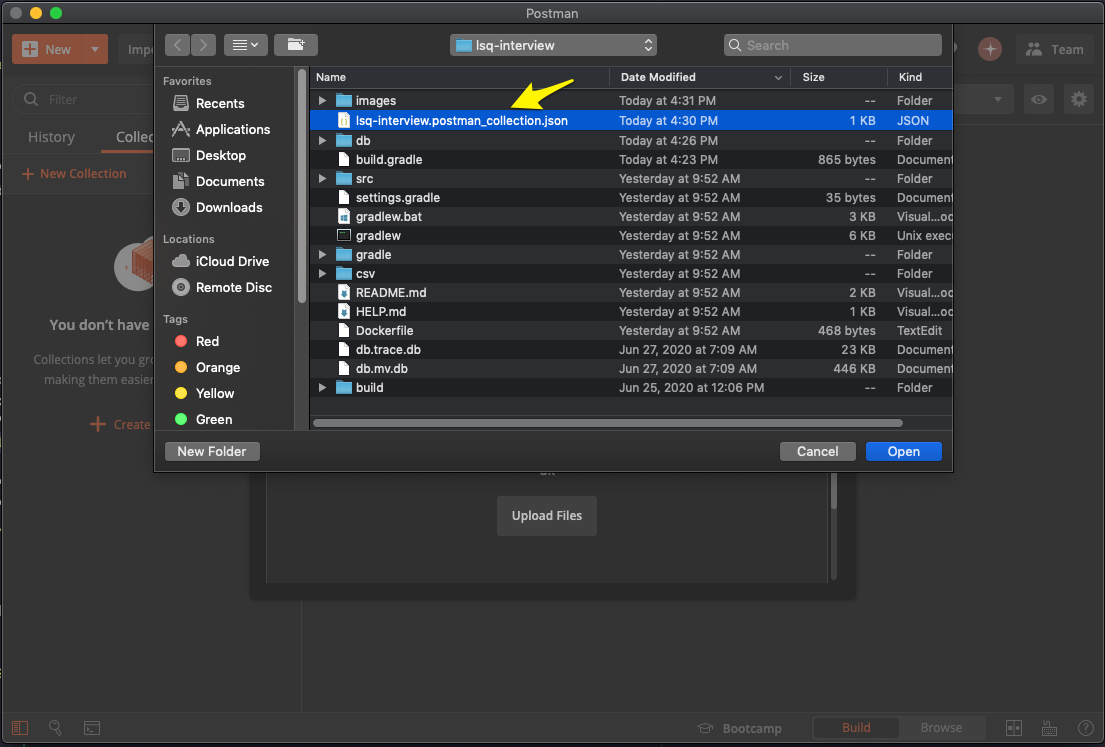 Postman
New
Impo
lsq-interview
Search
Team
Filter
History
Collec
New Collection
You don't have
Collections let you gro
making them easier
Create
Favorites
Recents
Applications
Desktop
Documents
Downloads
Locations
iCloud Drive
Remote Disc
Tags
Red
Orange
Yellow
Green
Name Date Modified Size Kind
images Today at 4:31 PM -- Folder
lsq-interview.postman_collection.json Today at 4:30 PM 1 KB JSON
db Today at 4:26 PM -- Folder
build.gradle Today at 4:23 PM 865 bytes Document
src Yesterday at 9:52 AM -- Folder
settings.gradle Yesterday at 9:52 AM 35 bytes Document
gradlew.bat Yesterday at 9:52 AM 3 KB Visual...oc
gradlew Yesterday at 9:52 AM 6 KB Unix exec
gradle Yesterday at 9:52 AM -- Folder
csv Yesterday at 9:52 AM -- Folder
README.md Yesterday at 9:52 AM 2 KB Visual...oc
HELP.md Yesterday at 9:52 AM 1 KB Visual...oc
Dockerfile Yesterday at 9:52 AM 468 bytes TextEdit
db.trace.db Jun 27, 2020 at 7:09 AM 23 KB Document
db.mv.db Jun 27, 2020 at 7:09 AM 446 KB Document
build Jun 25, 2020 at 12:06 PM -- Folder
New Folder
Cancel
Open
Upload Files
Bootcamp
Build
Browse